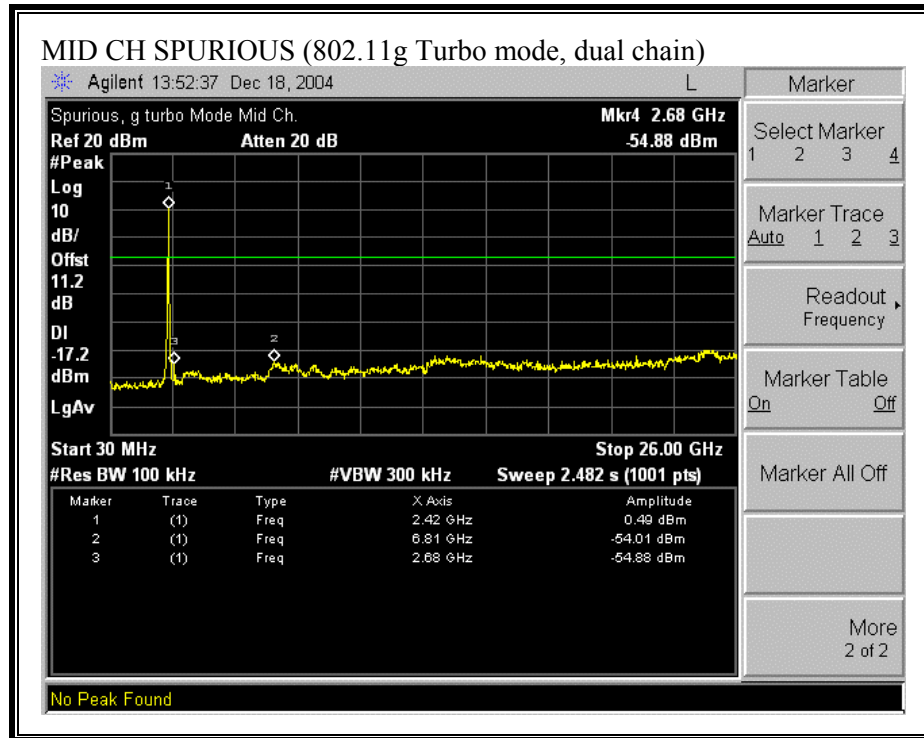 MID CH SPURIOUS (802.11g Turbo mode, dual chain)
Agilent 13:52:37 Dec 18, 2004 L
Marker
Spurious, g turbo Mode Mid Ch. Mkr4 2.68 GHz
Ref 20 dBm Atten 20 dB -54.88 dBm
#Peak
Log
10
dB/
Offst
11.2
dB
DI
-17.2
dBm
LgAv
1
3
2
Start 30 MHz Stop 26.00 GHz
#Res BW 100 kHz #VBW 300 kHz Sweep 2.482 s (1001 pts)
Marker Trace Type X Axis Amplitude
1 (1) Freq 2.42 GHz 0.49 dBm
2 (1) Freq 6.81 GHz -54.01 dBm
3 (1) Freq 2.68 GHz -54.88 dBm
Select Marker
1 2 3 4
Marker Trace
Auto 1 2 3
Readout
Frequency
Marker Table
On Off
Marker All Off
More
2 of 2
No Peak Found